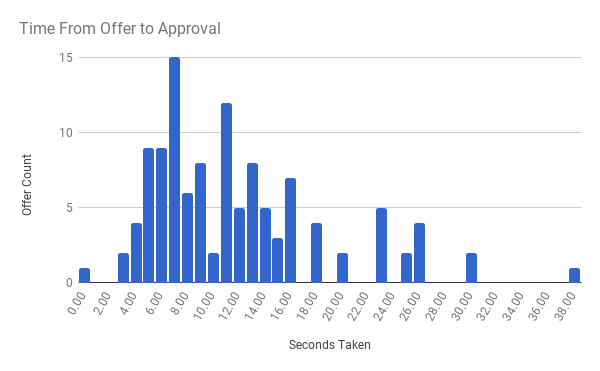 Time From Offer to Approval
15
10
5
0
Offer Count
0.00 2.00 4.00 6.00 8.00 10.00 12.00 14.00 16.00 18.00 20.00 22.00 24.00 26.00 28.00 30.00 32.00 34.00 36.00 38.00
Seconds Taken